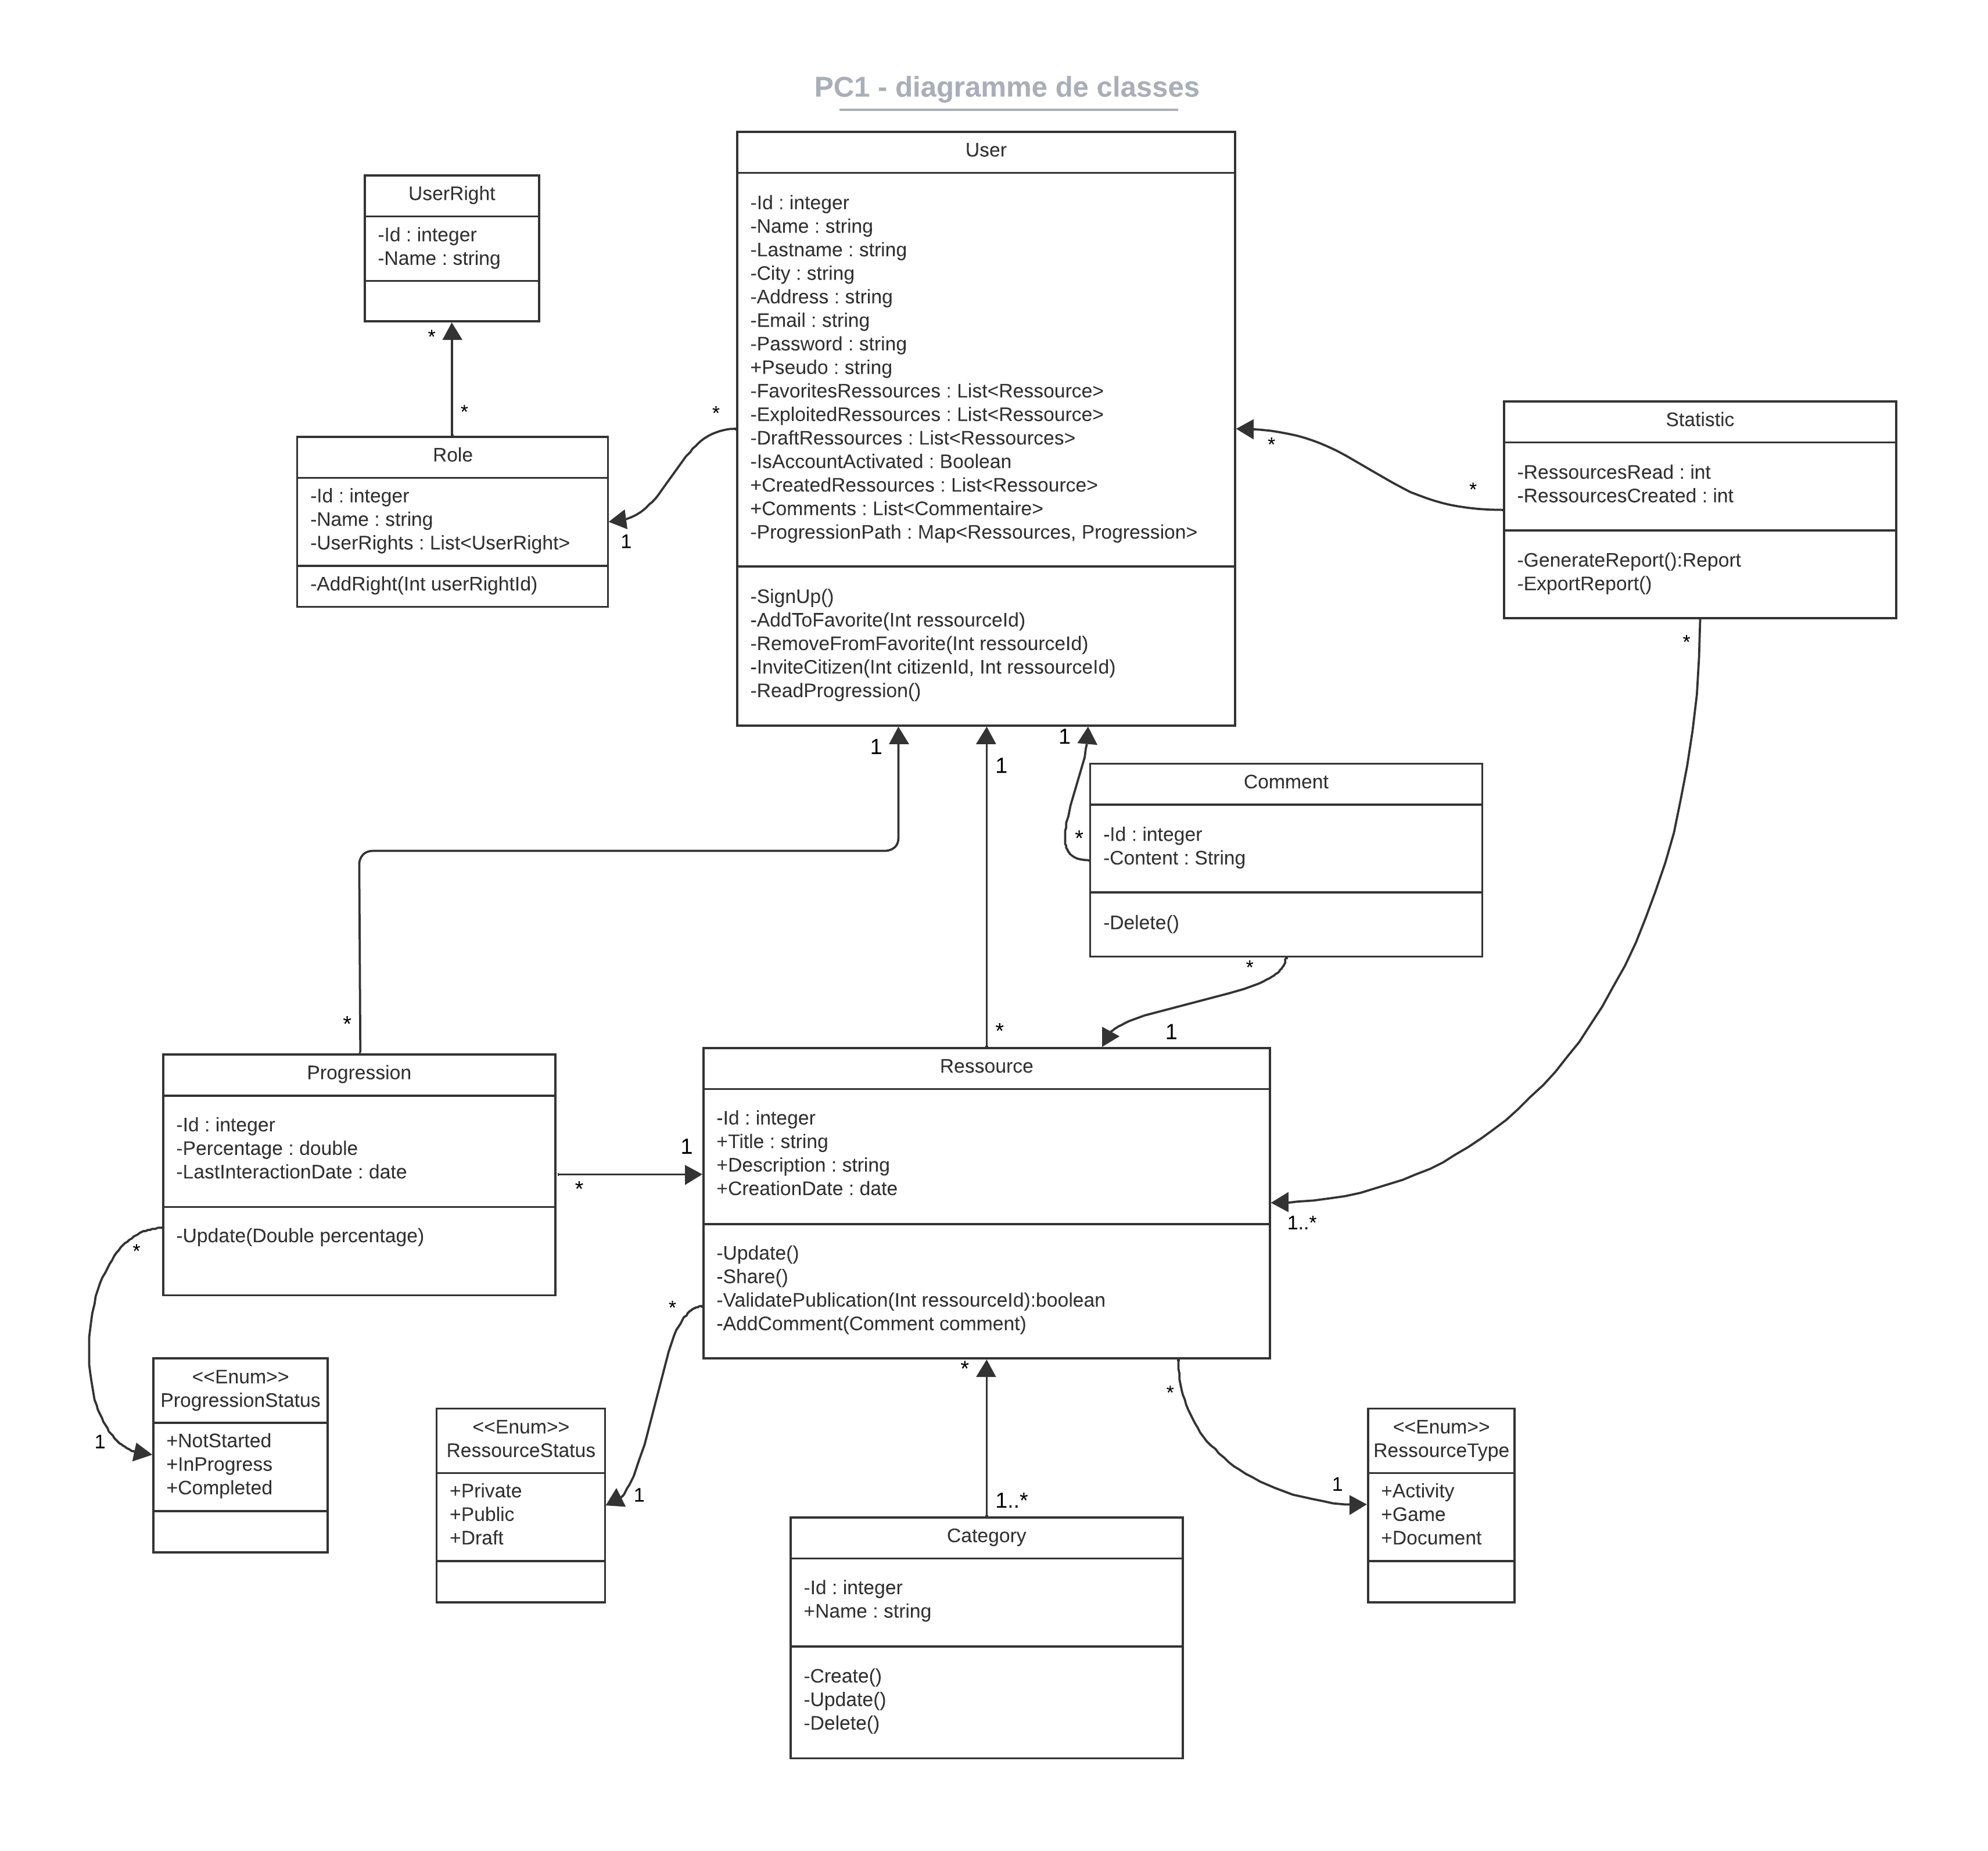 PC1 - diagramme de classes
User
-Id : integer
-Name : string
-Lastname : string
-City : string
-Address : string
-Email : string
-Password : string
+Pseudo : string
-FavoritesRessources : List<Ressource>
-ExploitedRessources : List<Ressource>
-DraftRessources : List<Ressources>
-IsAccountActivated : Boolean
+CreatedRessources : List<Ressource>
+Comments : List<Commentaire>
-ProgressionPath : Map<Ressources, Progression>
-SignUp()
-AddToFavorite(Int ressourceId)
-RemoveFromFavorite(Int ressourceId)
-InviteCitizen(Int citizenId, Int ressourceId)
-ReadProgression()
UserRight
-Id : integer
-Name : string
*
*
Role
-Id : integer
-Name : string
-UserRights : List<UserRight>
-AddRight(Int userRightId)
*
1
Statistic
-RessourcesRead : int
-RessourcesCreated : int
-GenerateReport():Report
-ExportReport()
*
*
*
1..*
1
*
1
*
1
*
Comment
-Id : integer
-Content : String
-Delete()
*
1
Progression
-Id : integer
-Percentage : double
-LastInteractionDate : date
-Update(Double percentage)
1
*
Ressource
-Id : integer
+Title : string
+Description : string
+CreationDate : date
-Update()
-Share()
-ValidatePublication(Int ressourceId):boolean
-AddComment(Comment comment)
*
1
<<Enum>>
ProgressionStatus
+NotStarted
+InProgress
+Completed
*
1
<<Enum>>
RessourceStatus
+Private
+Public
+Draft
*
1..*
Category
-Id : integer
+Name : string
-Create()
-Update()
-Delete()
*
1
<<Enum>>
RessourceType
+Activity
+Game
+Document